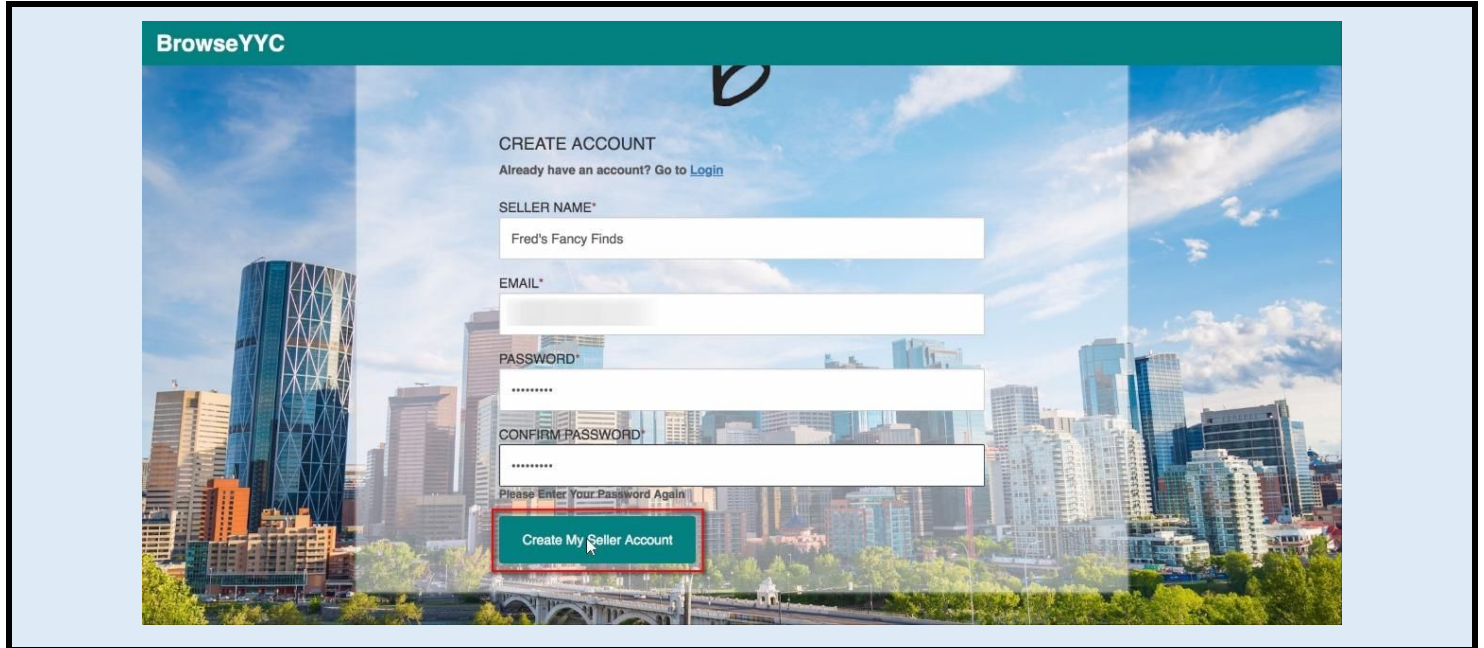 BrowseYYC
CREATE ACCOUNT
Already have an account? Go to Login
SELLER NAME*
Fred's Fancy Finds
EMAIL*
PASSWORD*
•••••••••
CONFIRM PASSWORD*
•••••••••
Please Enter Your Password Again
Create My Seller Account